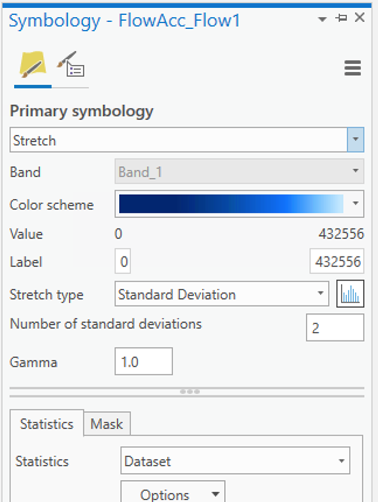 Symbology - FlowAcc_Flow1
Primary symbology
Stretch
Band Band_1
Color scheme
Value 0 432556
Label 0 432556
Stretch type Standard Deviation
Number of standard deviations 2
Gamma 1.0
Statistics Mask
Statistics Dataset
Options